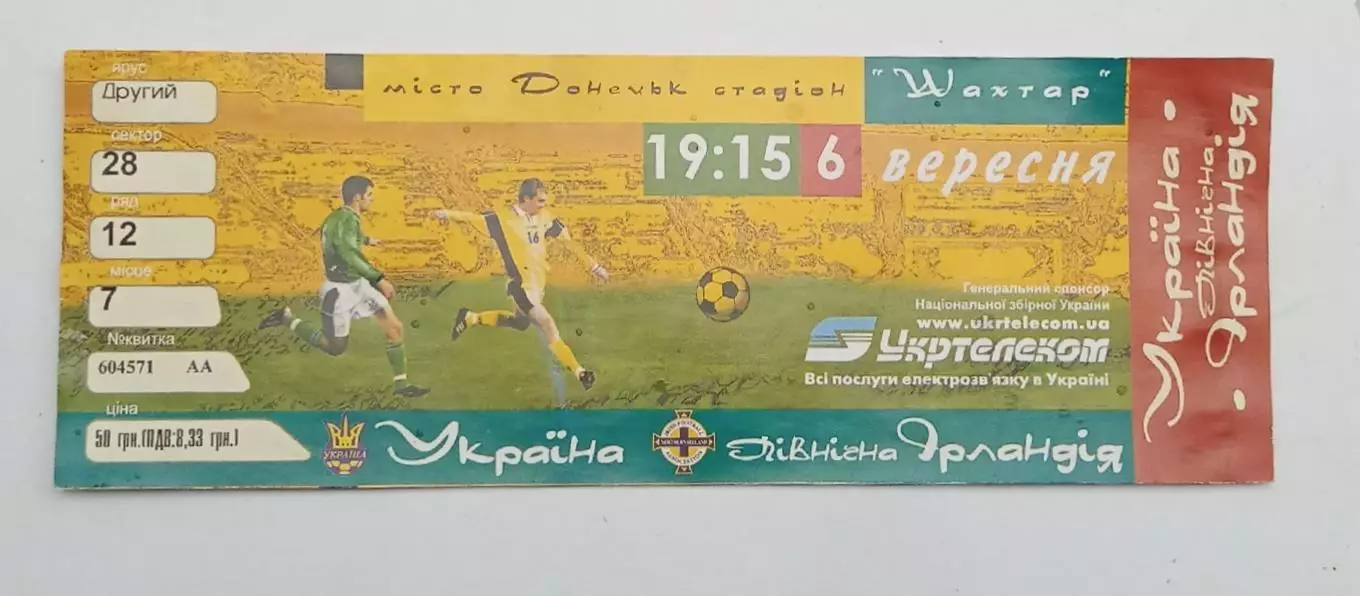 ярус
Другий
сектор
28
ряд
12
місце
7
№квитка
604571 АА
ціна
50 грн.(ПДВ:8,33 грн.)
місто Донецьк стадіон "Шахтар"
19:15 6 вересня
16
Генеральний спонсор
Національної збірної України
www.ukrtelecom.ua
Укртелеком
Всі послуги електрозв'язку в Україні
УКРАЇНА
Україна
Північна Ірландія
• Україна •
Північна
• Ірландія